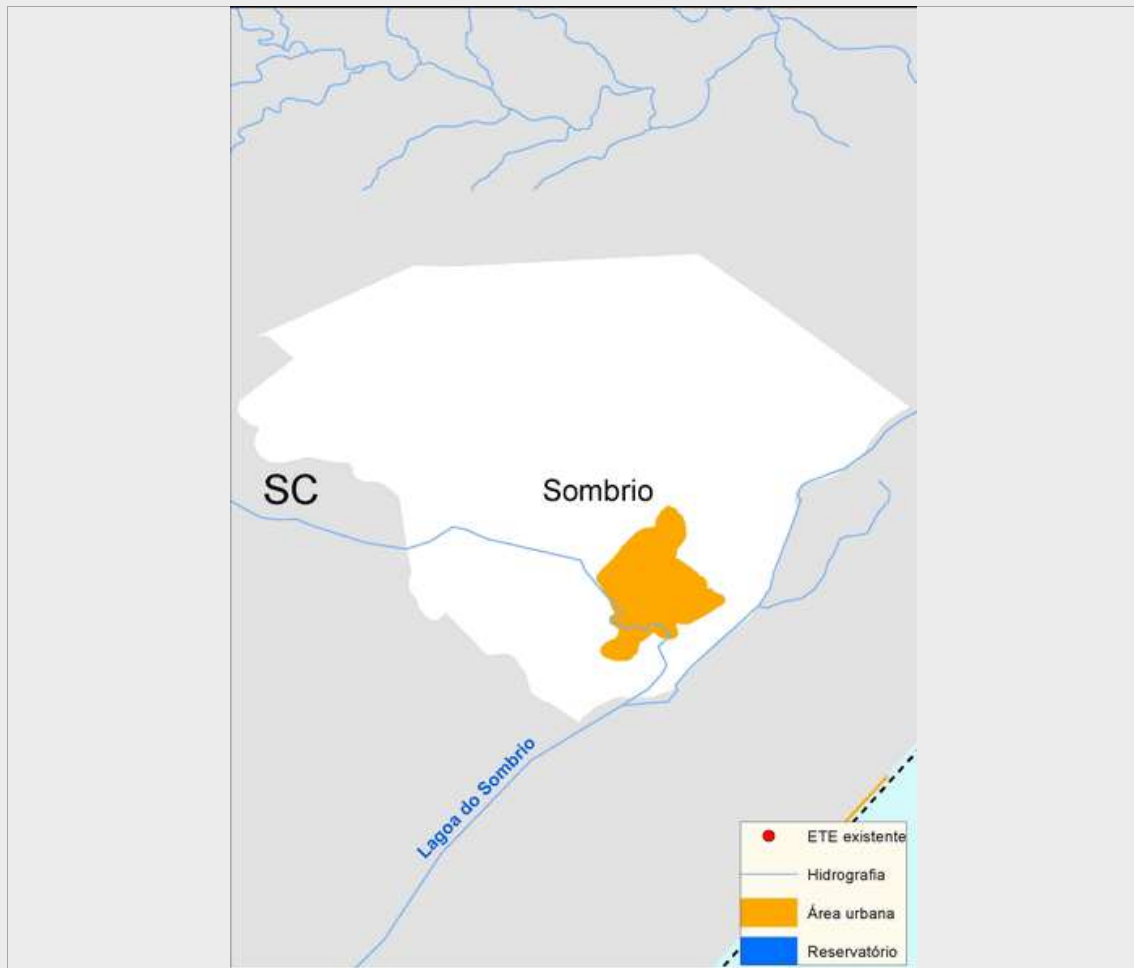 SC
Sombrio
Lagoa do Sombrio
ETE existente
Hidrografia
Área urbana
Reservatório